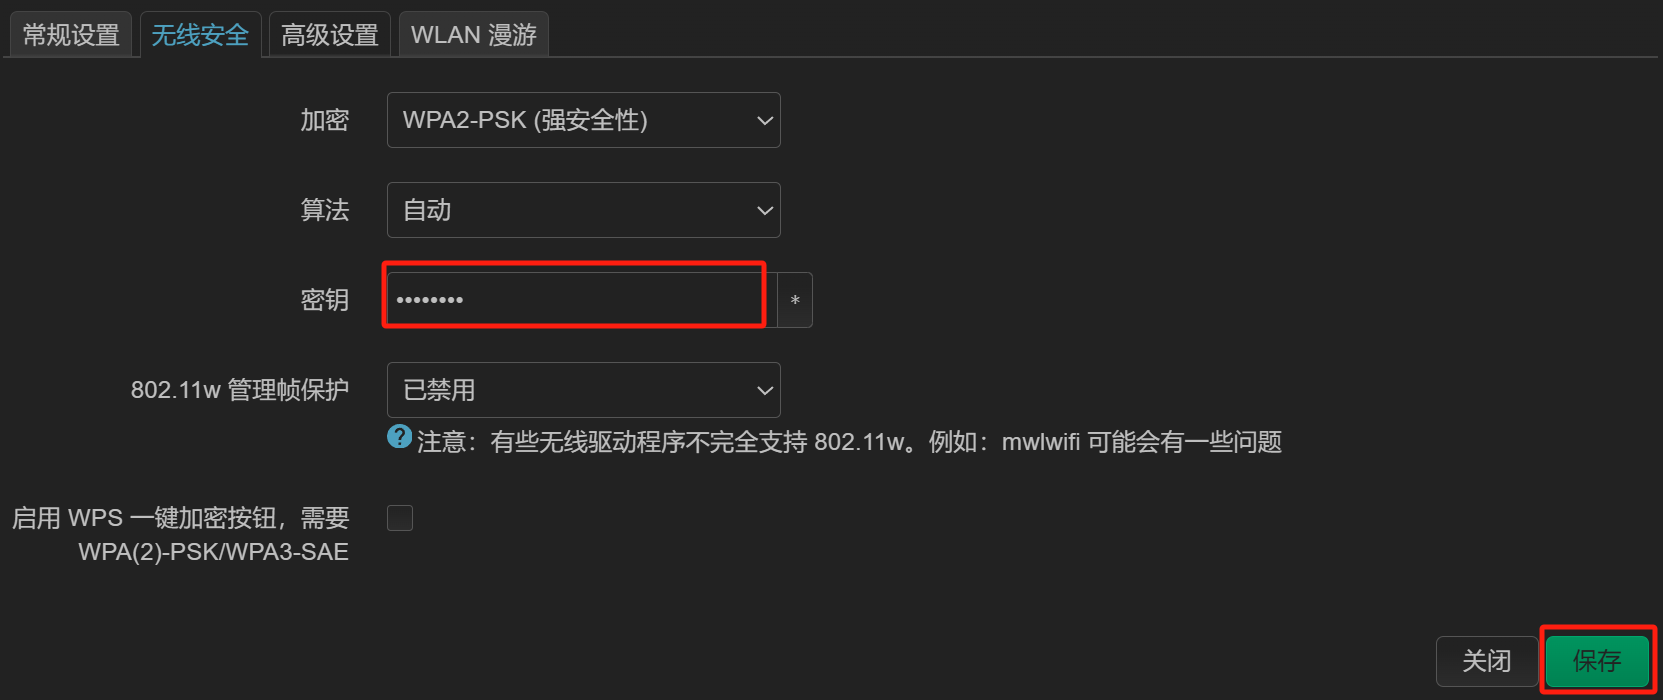 常规设置 无线安全 高级设置 WLAN 漫游
加密 WPA2-PSK (强安全性)
算法 自动
密钥 •••••••• *
802.11w 管理帧保护 已禁用
? 注意：有些无线驱动程序不完全支持 802.11w。例如：mwlwifi 可能会有一些问题
启用 WPS 一键加密按钮，需要
WPA(2)-PSK/WPA3-SAE
关闭 保存